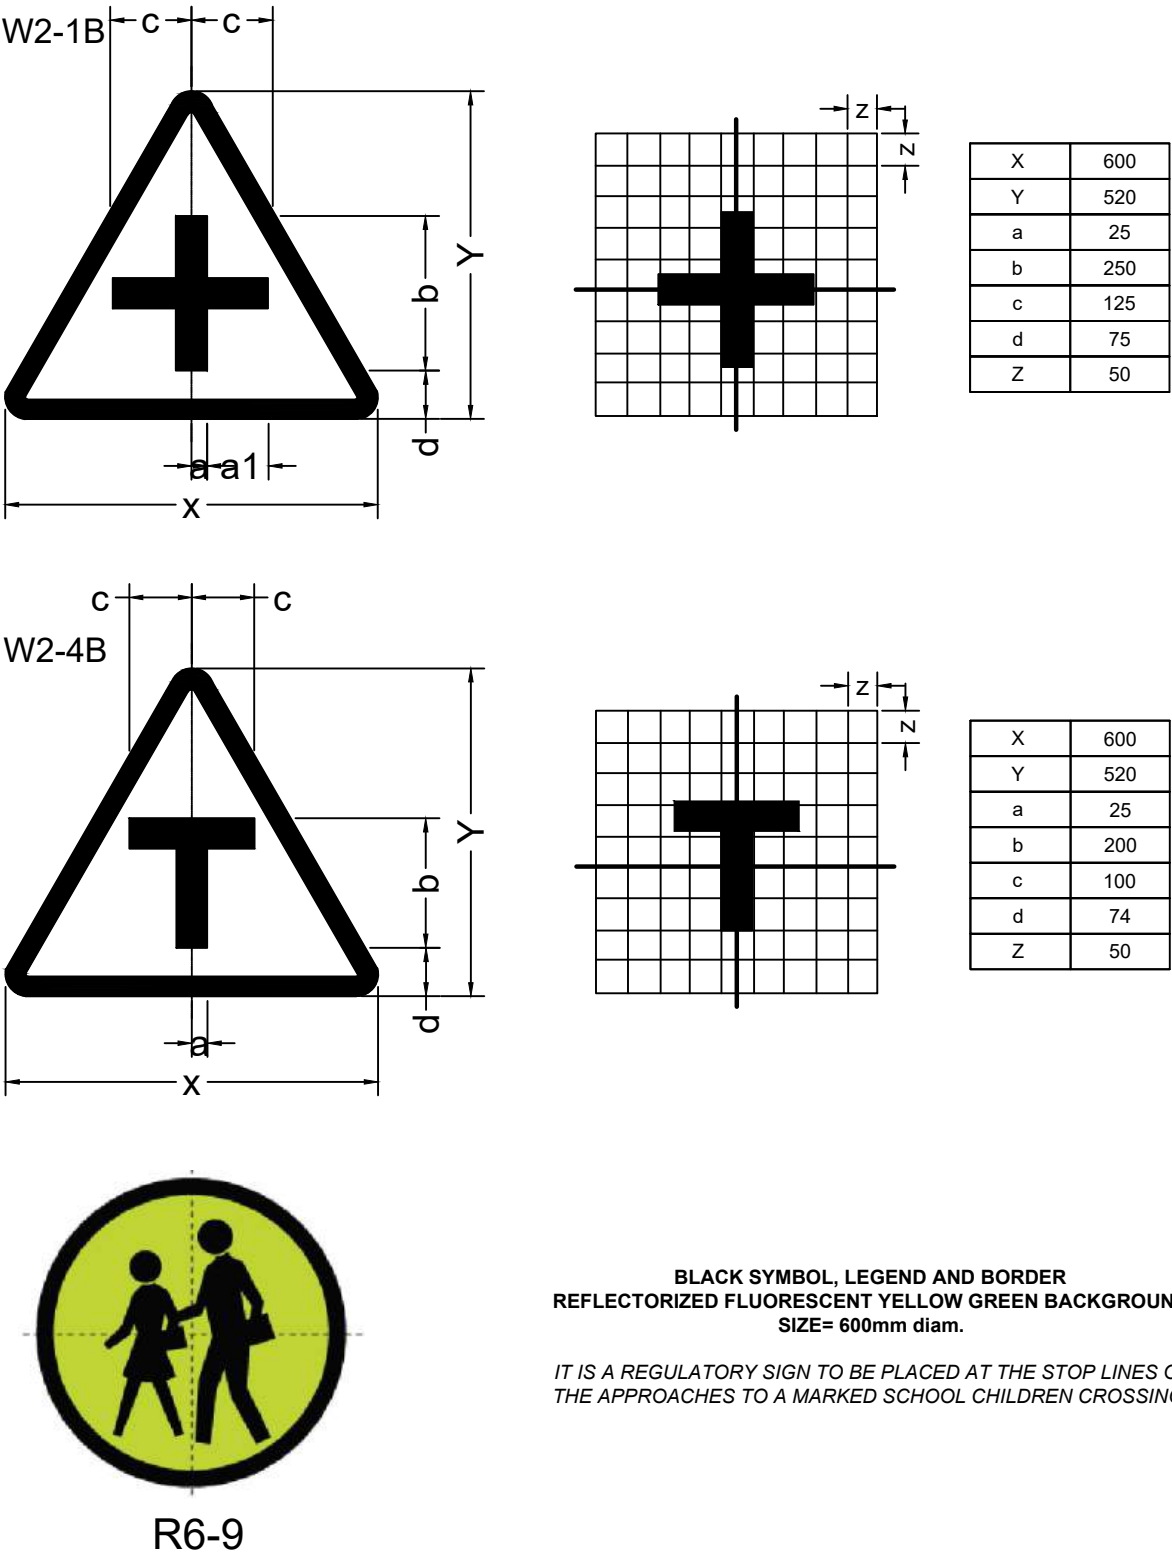 W2-1B
c c
Y
b
d
a a1
X
z
z
X 600
Y 520
a 25
b 250
c 125
d 75
Z 50
W2-4B
c c
Y
b
d
a
X
z
z
X 600
Y 520
a 25
b 200
c 100
d 74
Z 50
BLACK SYMBOL, LEGEND AND BORDER
REFLECTORIZED FLUORESCENT YELLOW GREEN BACKGROUN
SIZE= 600mm diam.
IT IS A REGULATORY SIGN TO BE PLACED AT THE STOP LINES
THE APPROACHES TO A MARKED SCHOOL CHILDREN CROSSING
R6-9